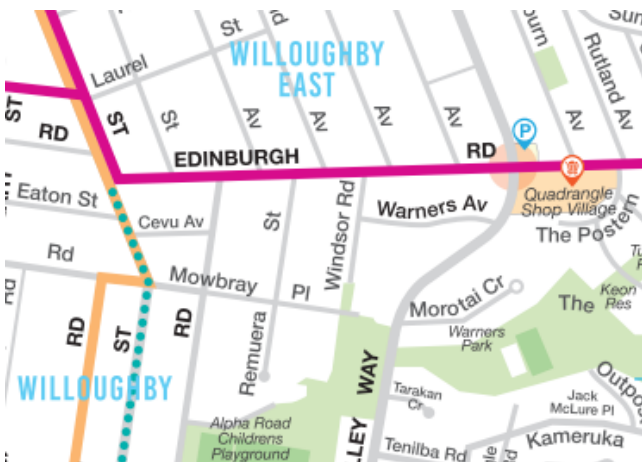 St
Sun
WILLOUGHBY
EAST
Rutland Av
Laurel
ST
RD
ST
St
Av
Av
Av
Av
Av
P
EDINBURGH
RD
Eaton St
Cevu Av
St
Windsor Rd
Warners Av
Quadrangle
Shop Village
The Postern
Rd
Mowbray
Pl
Morotai Cr
The
Keon
Res
Rd
RD
ST
RD
Remuera
Warners
Park
WAY
WILLOUGHBY
Tarakan
Cr
Outpost
Jack
McLure Pl
Alpha Road
Childrens
Playground
Tenilba Rd
Kameruka